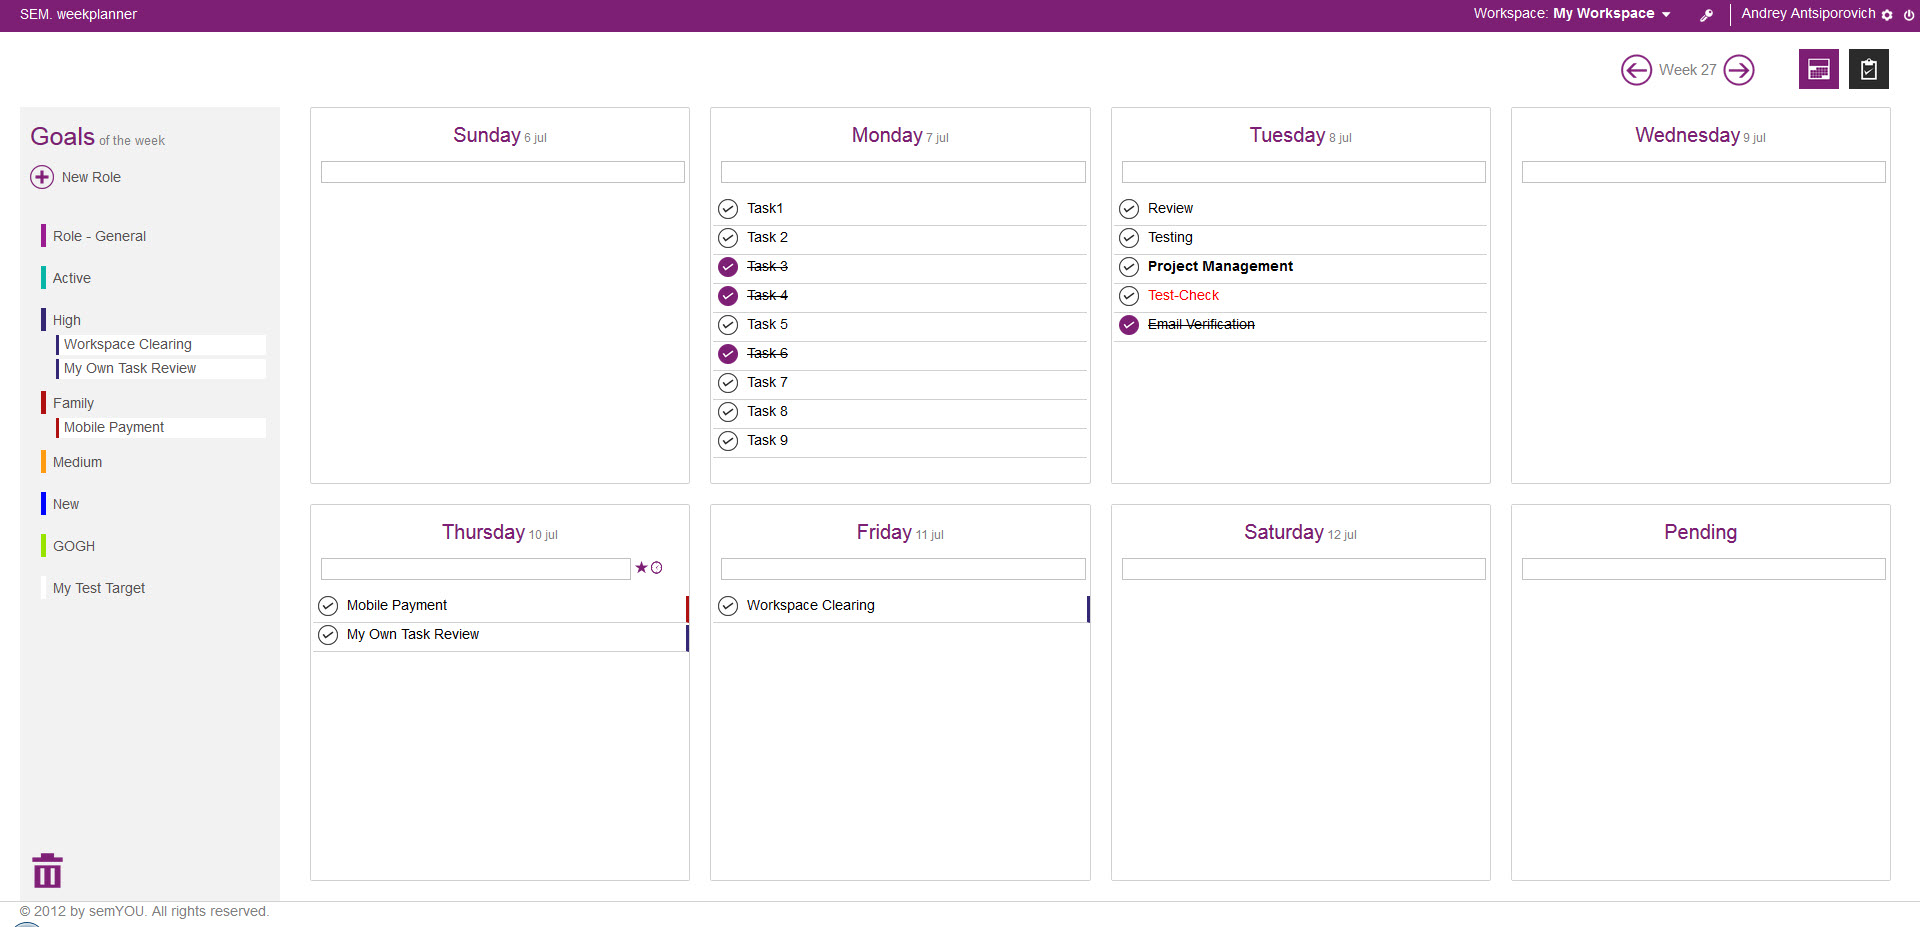 SEM. weekplanner
Workspace: My Workspace
Andrey Antsiporovich
Week 27
Goals of the week
New Role
Role - General
Active
High
Workspace Clearing
My Own Task Review
Family
Mobile Payment
Medium
New
GOGH
My Test Target
Sunday 6 jul
Monday 7 jul
Task1
Task 2
Task 3
Task 4
Task 5
Task 6
Task 7
Task 8
Task 9
Tuesday 8 jul
Review
Testing
Project Management
Test-Check
Email Verification
Wednesday 9 jul
Thursday 10 jul
Mobile Payment
My Own Task Review
Friday 11 jul
Workspace Clearing
Saturday 12 jul
Pending
© 2012 by semYOU. All rights reserved.